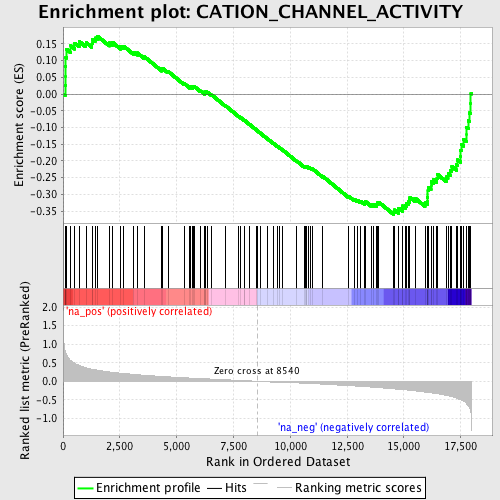 Enrichment plot: CATION_CHANNEL_ACTIVITY
Enrichment score (ES)
0.15
0.10
0.05
0.00
-0.05
-0.10
-0.15
-0.20
-0.25
-0.30
-0.35
'na_pos' (positively correlated)
Ranked list metric (PreRanked)
2.0
1.5
1.0
0.5
0.0
-0.5
-1.0
Zero cross at 8540
'na_neg' (negatively correlated)
0
2,500
5,000
7,500
10,000
12,500
15,000
17,500
Rank in Ordered Dataset
Enrichment profile
Hits
Ranking metric scores